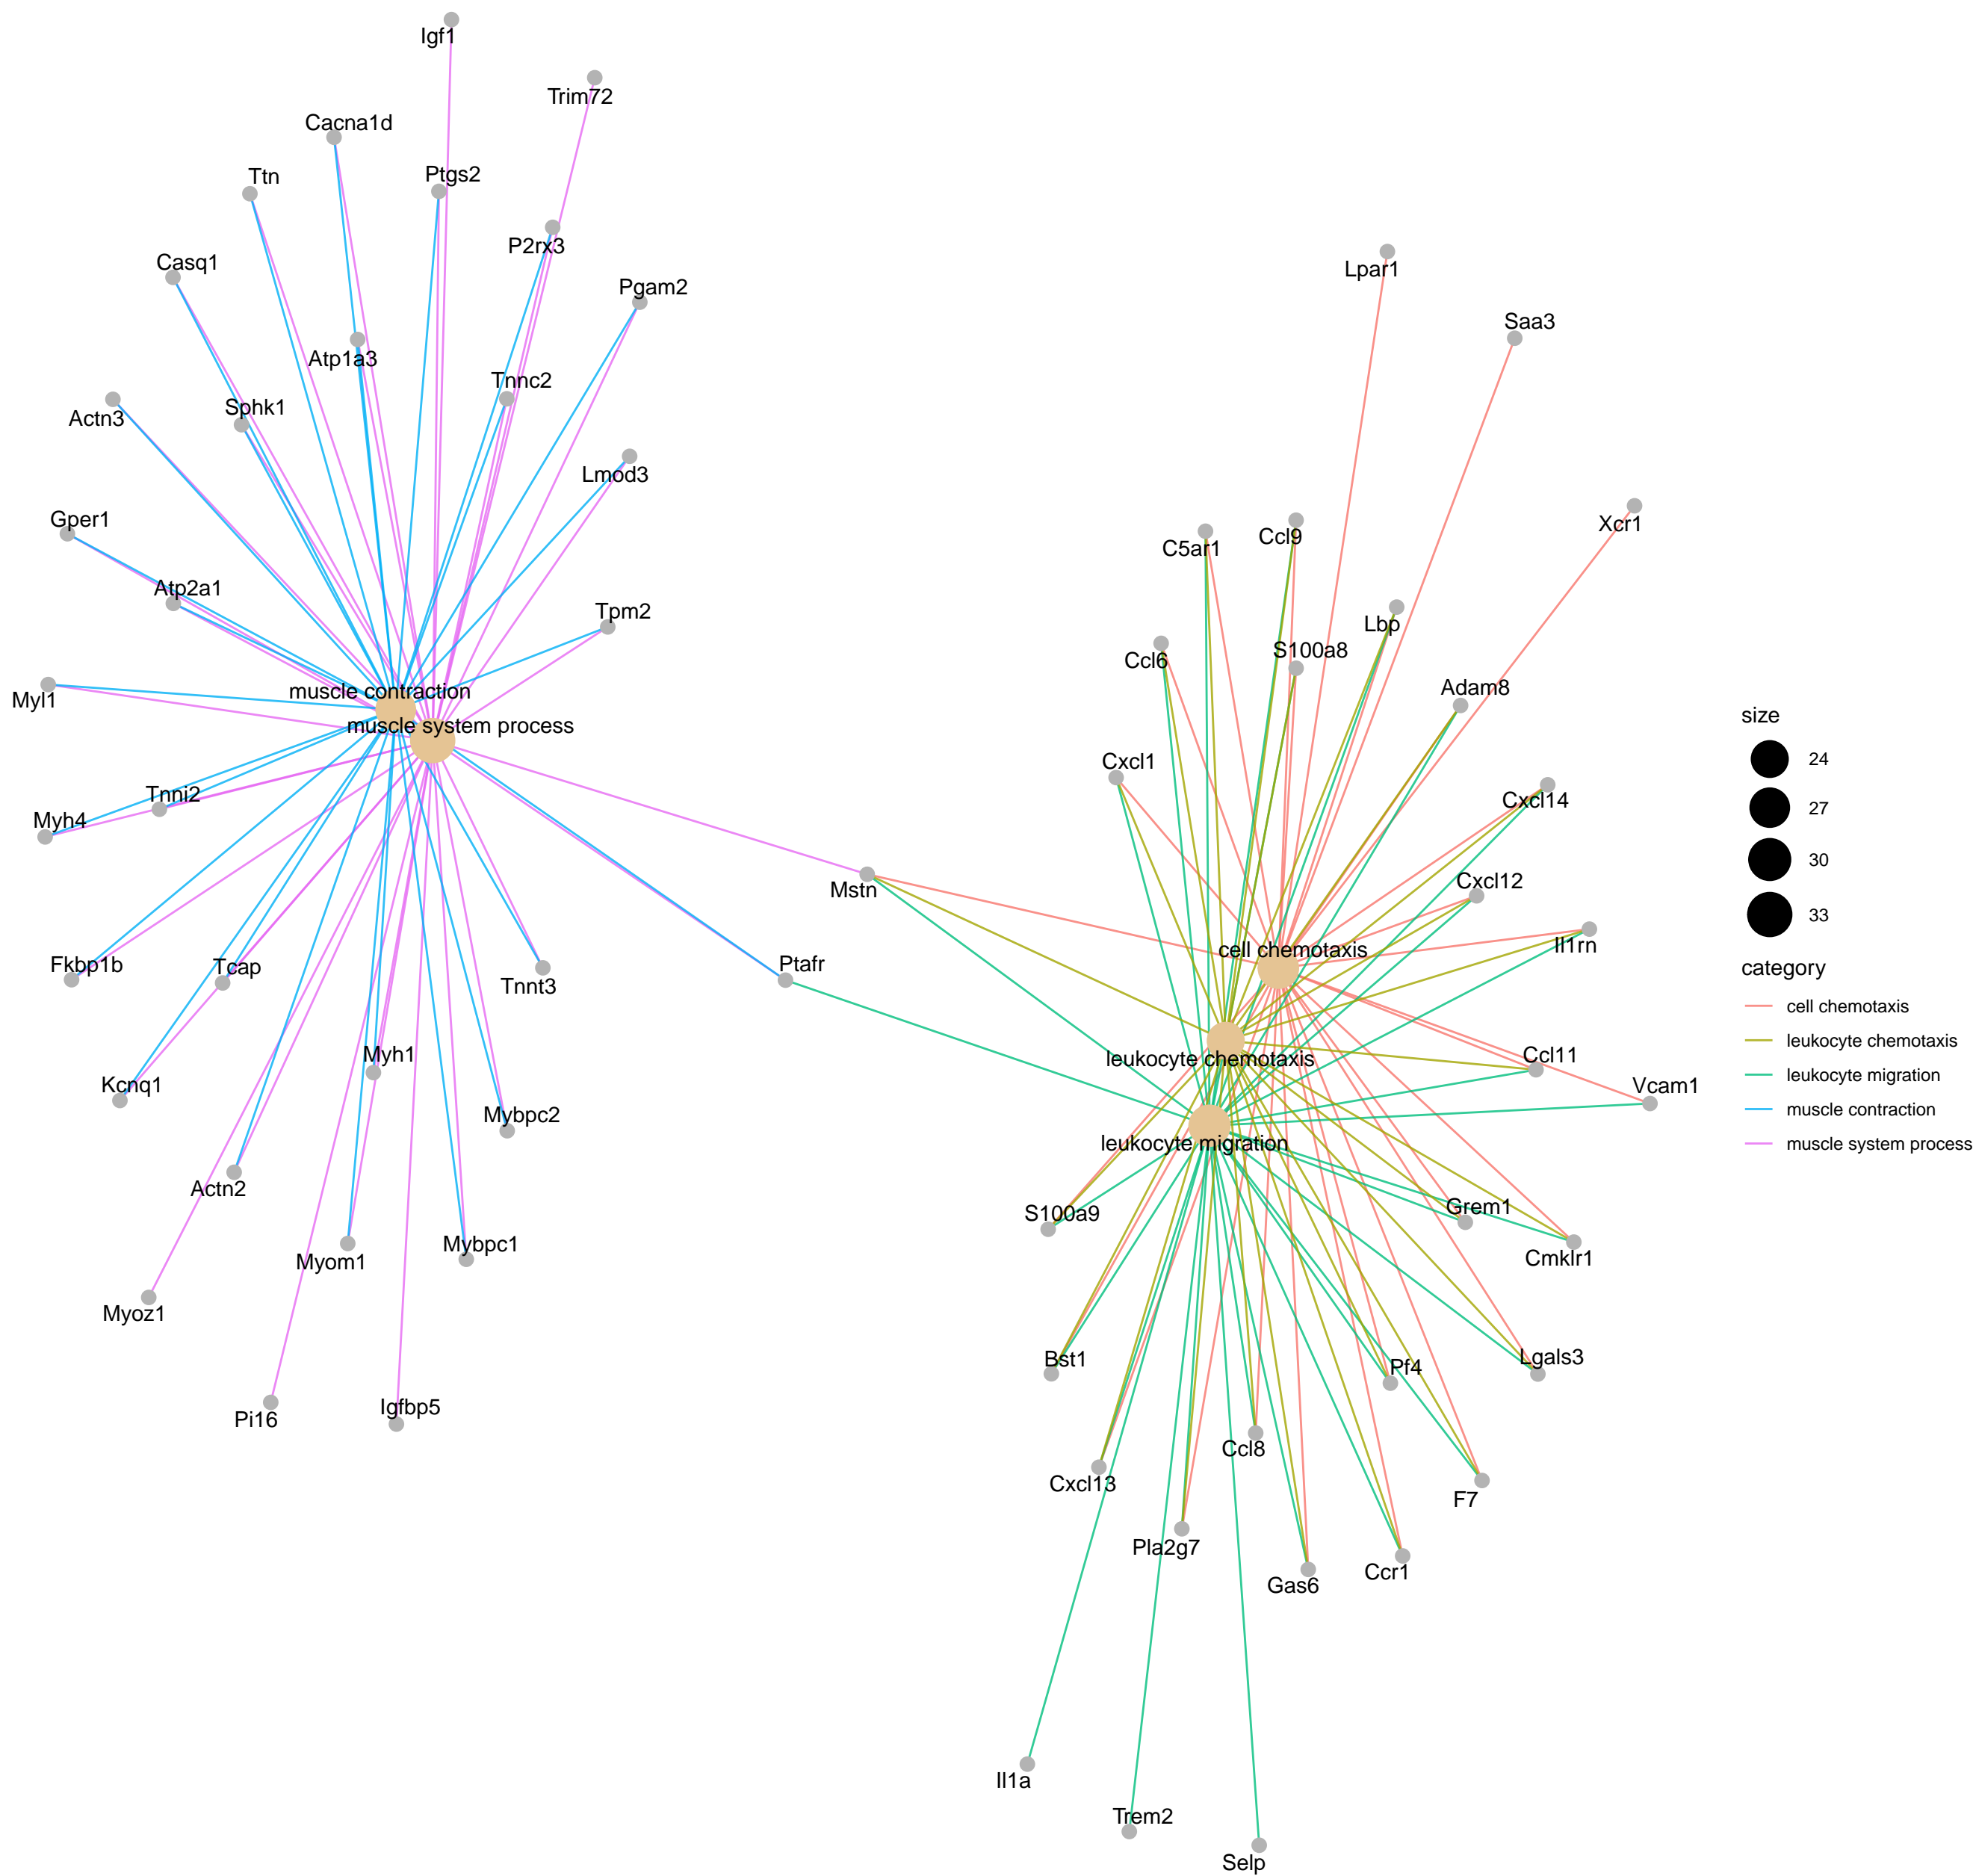 Igf1
Trim72
Cacna1d
Ttn
Ptgs2
P2rx3
Casq1
Pgam2
Atp1a3
Tnnc2
Actn3
Sphk1
Lmod3
Gper1
Atp2a1
Tpm2
Myl1
muscle contraction
muscle system process
Tnni2
Myh4
Mstn
Fkbp1b
Tcap
Tnnt3
Ptafr
Myh1
Kcnq1
Mybpc2
Actn2
Myom1
Mybpc1
Myoz1
Pi16
Igfbp5
Lpar1
Saa3
Xcr1
C5ar1
Ccl9
Lbp
Ccl6
S100a8
Adam8
Cxcl1
Cxcl14
Cxcl12
Il1rn
cell chemotaxis
leukocyte chemotaxis
Ccl11
Vcam1
leukocyte migration
S100a9
Grem1
Cmklr1
Bst1
Pf4
Lgals3
Ccl8
Cxcl13
F7
Pla2g7
Gas6
Ccr1
Il1a
Trem2
Selp
size
24
27
30
33
category
cell chemotaxis
leukocyte chemotaxis
leukocyte migration
muscle contraction
muscle system process